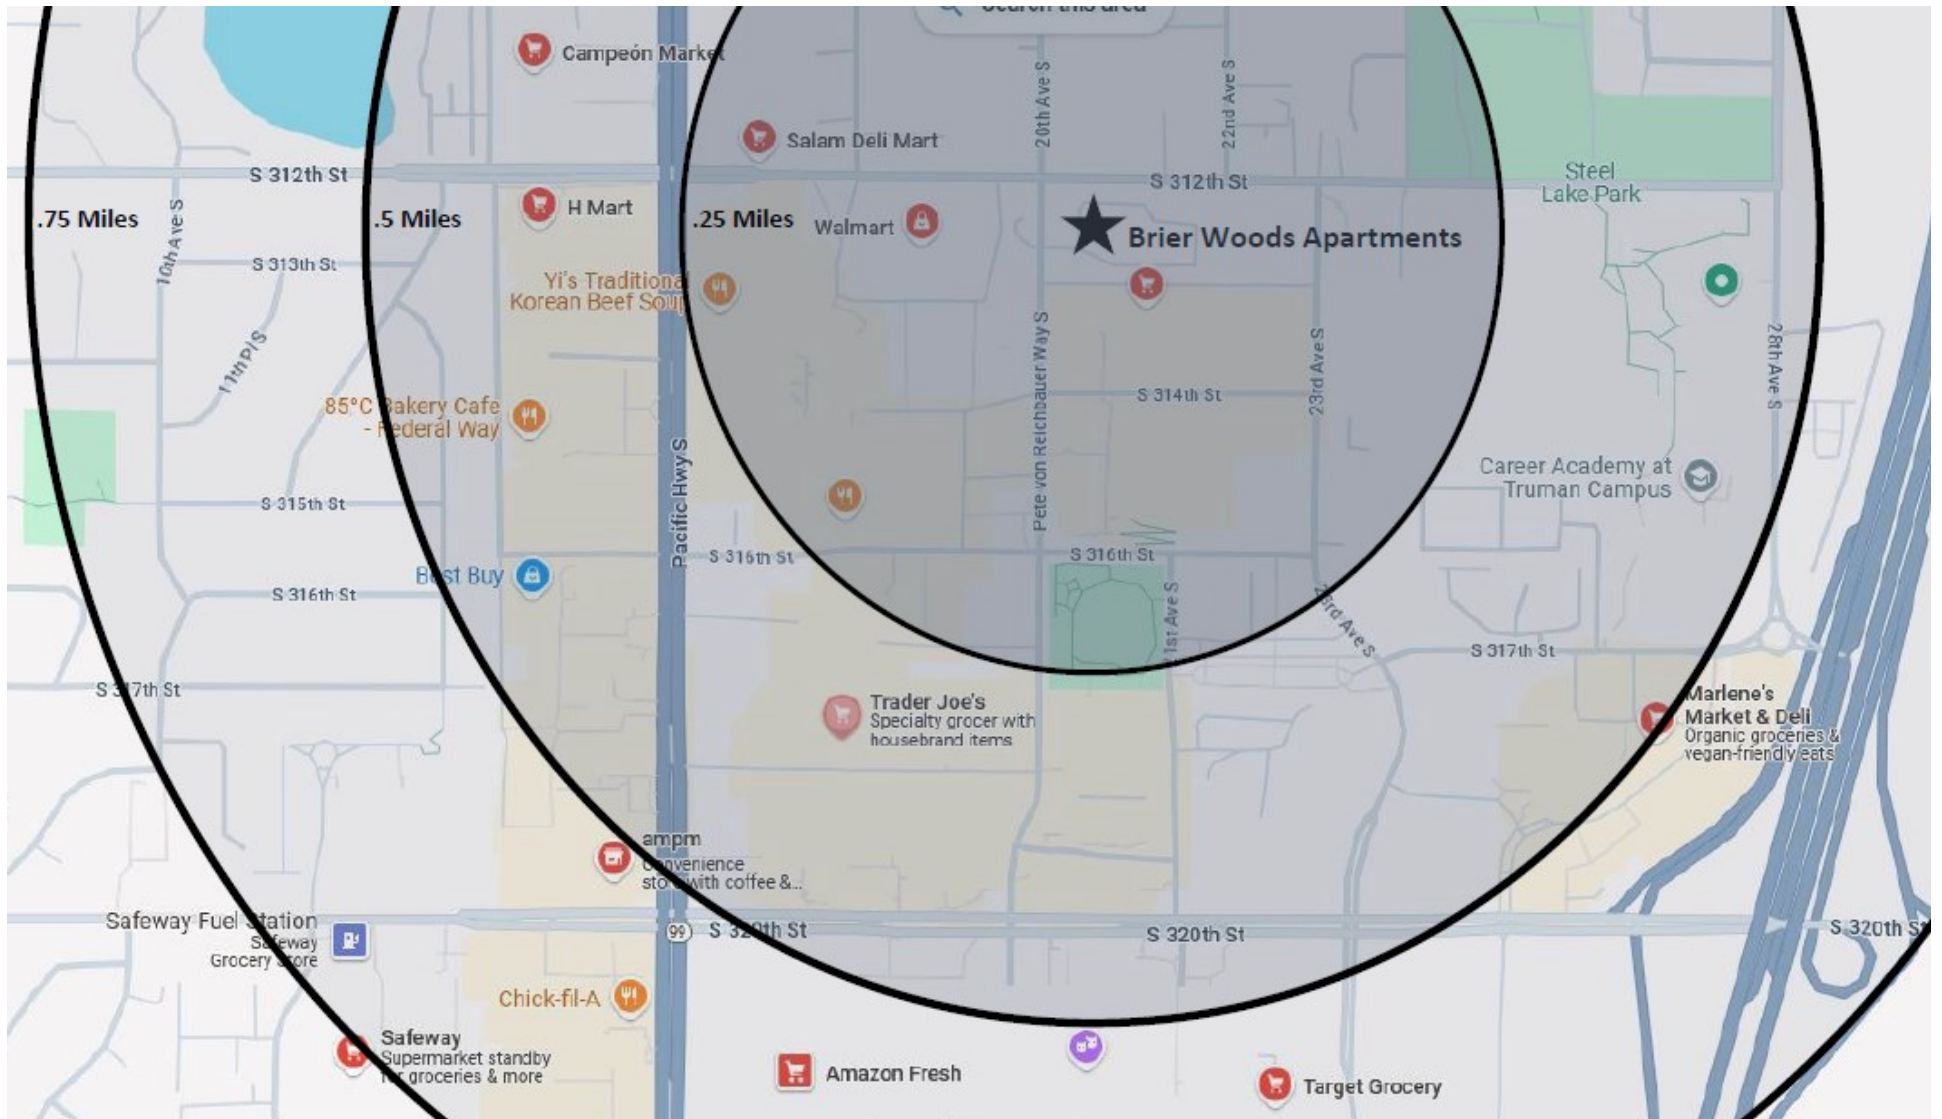 Search this area
Campeón Market
Salam Deli Mart
20th Ave S
22nd Ave S
S 312th St
S 312th St
Steel
Lake Park
.75 Miles
10th Ave S
.5 Miles
H Mart
.25 Miles
Walmart
Brier Woods Apartments
S 313th St
Yi's Traditional
Korean Beef Soup
11th Pl S
85°C Bakery Cafe
- Federal Way
Pete von Reichbauer Way S
S 314th St
23rd Ave S
28th Ave S
Pacific Hwy S
Career Academy at
Truman Campus
S 315th St
S 316th St
S 316th St
Best Buy
S 316th St
21st Ave S
23rd Ave S
S 317th St
S 317th St
Trader Joe's
Specialty grocer with
housebrand items
Marlene's
Market & Deli
Organic groceries &
vegan-friendly eats
ampm
Convenience
store with coffee &...
Safeway Fuel Station
Safeway
Grocery Store
99
S 320th St
S 320th St
S 320th St
Chick-fil-A
Safeway
Supermarket standby
for groceries & more
Amazon Fresh
Target Grocery